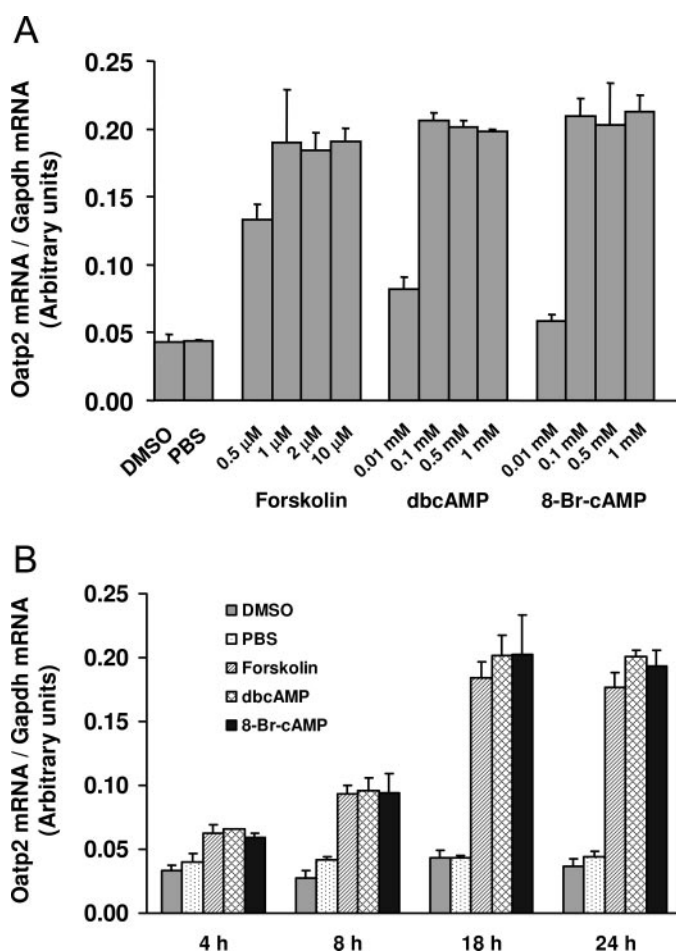 A
Oatp2 mRNA / Gapdh mRNA
(Arbitrary units)
0.25
0.20
0.15
0.10
0.05
0.00
DMSO
PBS
0.5 μM
1 μM
2 μM
10 μM
0.01 mM
0.1 mM
0.5 mM
1 mM
0.01 mM
0.1 mM
0.5 mM
1 mM
Forskolin
dbcAMP
8-Br-cAMP
B
Oatp2 mRNA / Gapdh mRNA
(Arbitrary units)
0.25
0.20
0.15
0.10
0.05
0.00
DMSO
PBS
Forskolin
dbcAMP
8-Br-cAMP
4 h
8 h
18 h
24 h